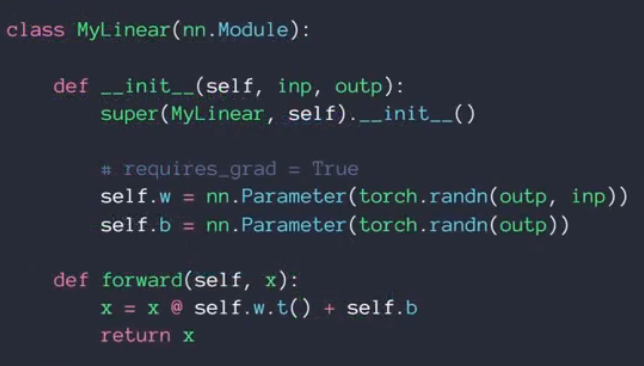 class MyLinear(nn.Module):
def __init__(self, inp, outp):
super(MyLinear, self).__init__()
# requires_grad = True
self.w = nn.Parameter(torch.randn(outp, inp))
self.b = nn.Parameter(torch.randn(outp))
def forward(self, x):
x = x @ self.w.t() + self.b
return x